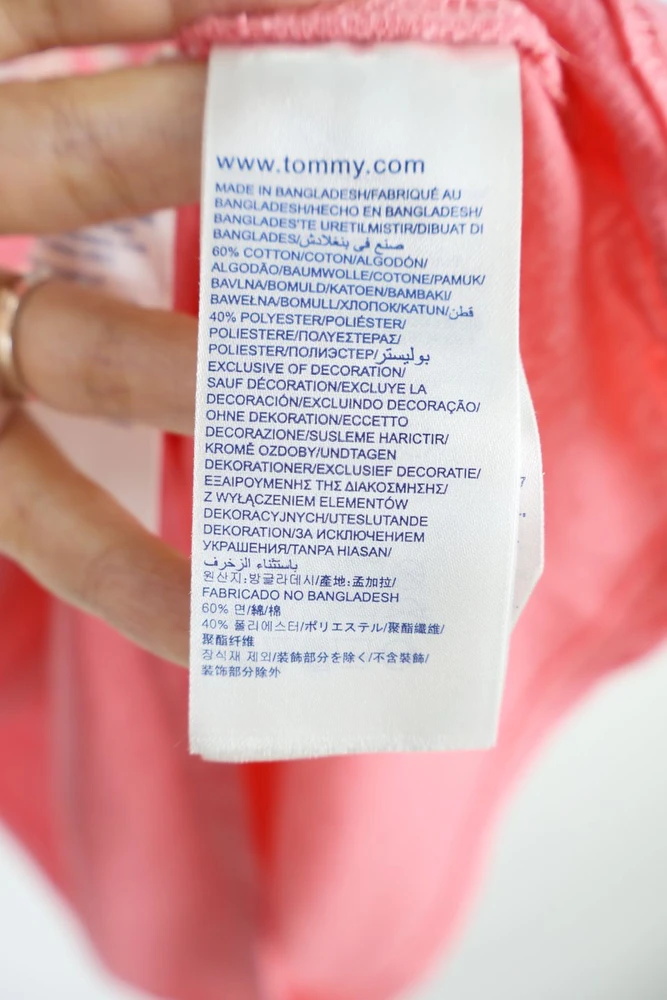 www.tommy.com
MADE IN BANGLADESH/FABRIQUÉ AU
BANGLADESH/HECHO EN BANGLADESH/
BANGLADES'TE URETILMISTIR/DIBUAT DI
BANGLADES/صنع في بنغلادش
60% COTTON/COTON/ALGODÓN/
ALGODÃO/BAUMWOLLE/COTONE/PAMUK/
BAVLNA/BOMULD/KATOEN/BAMBAKI/
BAWEŁNA/BOMULL/ХЛОПОК/KATUN/قطن
40% POLYESTER/POLIÉSTER/
POLIESTERE/ΠΟΛΥΕΣΤΕΡΑΣ/
POLIESTER/ПОЛИЭСТЕР/بوليستر
EXCLUSIVE OF DECORATION/
SAUF DÉCORATION/EXCLUYE LA
DECORACIÓN/EXCLUINDO DECORAÇÃO/
OHNE DEKORATION/ECCETTO
DECORAZIONE/SUSLEME HARICTIR/
KROMĚ OZDOBY/UNDTAGEN
DEKORATIONER/EXCLUSIEF DECORATIE/
ΕΞΑΙΡΟΥΜΕΝΗΣ ΤΗΣ ΔΙΑΚΟΣΜΗΣΗΣ/
Z WYŁĄCZENIEM ELEMENTÓW
DEKORACYJNYCH/UTESLUTANDE
DEKORATION/ЗА ИСКЛЮЧЕНИЕМ
УКРАШЕНИЯ/TANPA HIASAN/
باستثناء الزخرف
원산지:방글라데시/產地:孟加拉/
FABRICADO NO BANGLADESH
60% 면/綿/棉
40% 폴리에스터/ポリエステル/聚酯纖維/
聚酯纤维
장식재 제외/装飾部分を除く/不含裝飾/
装饰部分除外
7